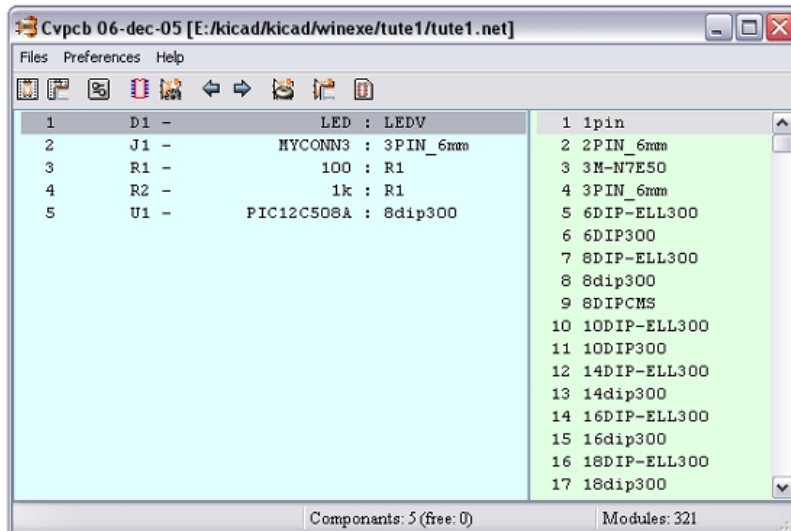 Cvpcb 06-dec-05 [E:/kicad/kicad/winexe/tute1/tute1.net]
Files Preferences Help
1 D1 - LED : LEDV
2 J1 - MYCONN3 : 3PIN_6mm
3 R1 - 100 : R1
4 R2 - 1k : R1
5 U1 - PIC12C508A : 8dip300
1 1pin
2 2PIN_6mm
3 3M-N7E50
4 3PIN_6mm
5 6DIP-ELL300
6 6DIP300
7 8DIP-ELL300
8 8dip300
9 8DIPCMS
10 10DIP-ELL300
11 10DIP300
12 14DIP-ELL300
13 14dip300
14 16DIP-ELL300
15 16dip300
16 18DIP-ELL300
17 18dip300
Componants: 5 (free: 0)
Modules: 321